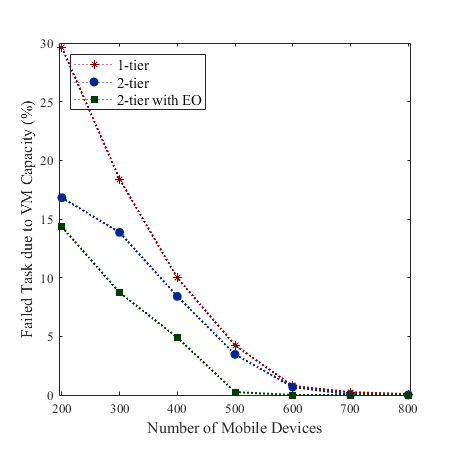 30
25
20
15
10
5
0
Failed Task due to VM Capacity (%)
1-tier
2-tier
2-tier with EO
200 300 400 500 600 700 800
Number of Mobile Devices